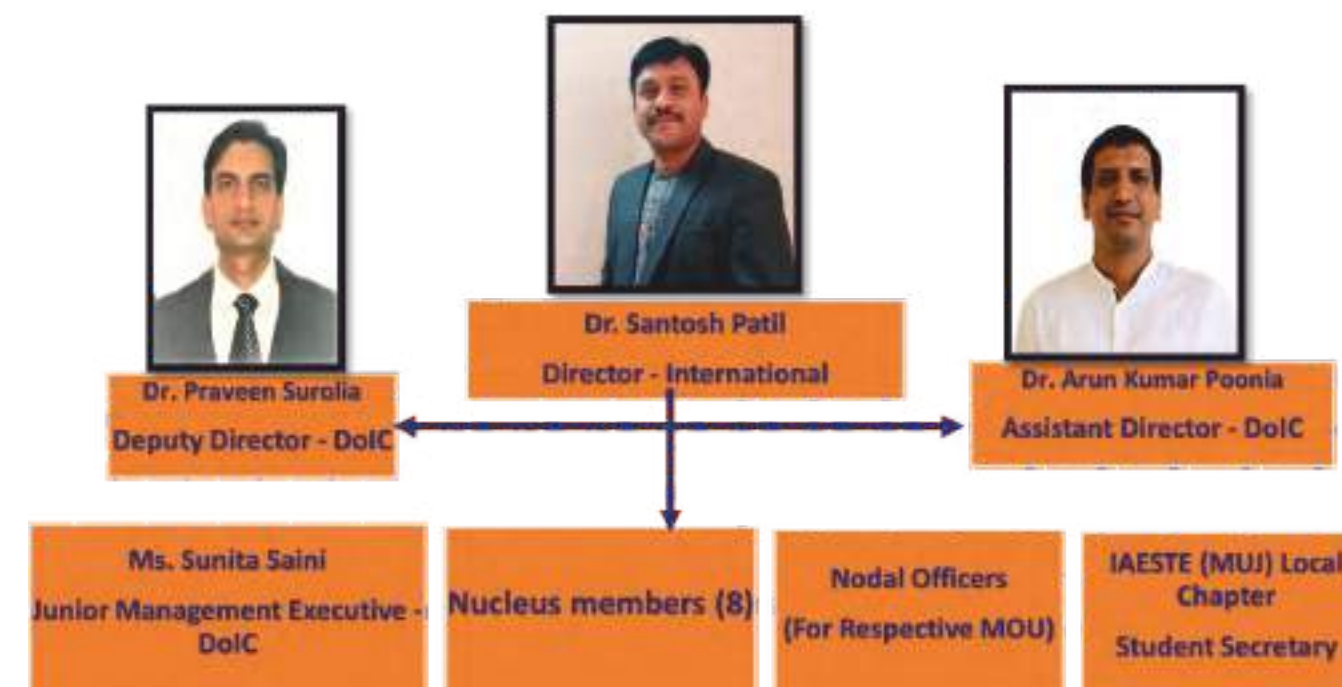 Dr. Santosh Patil
Director - International
Dr. Praveen Surolia
Deputy Director - DoIC
Dr. Arun Kumar Poonia
Assistant Director - DoIC
Ms. Sunita Saini
Junior Management Executive -
DoIC
Nucleus members (8)
Nodal Officers
(For Respective MOU)
IAESTE (MUJ) Local
Chapter
Student Secretary